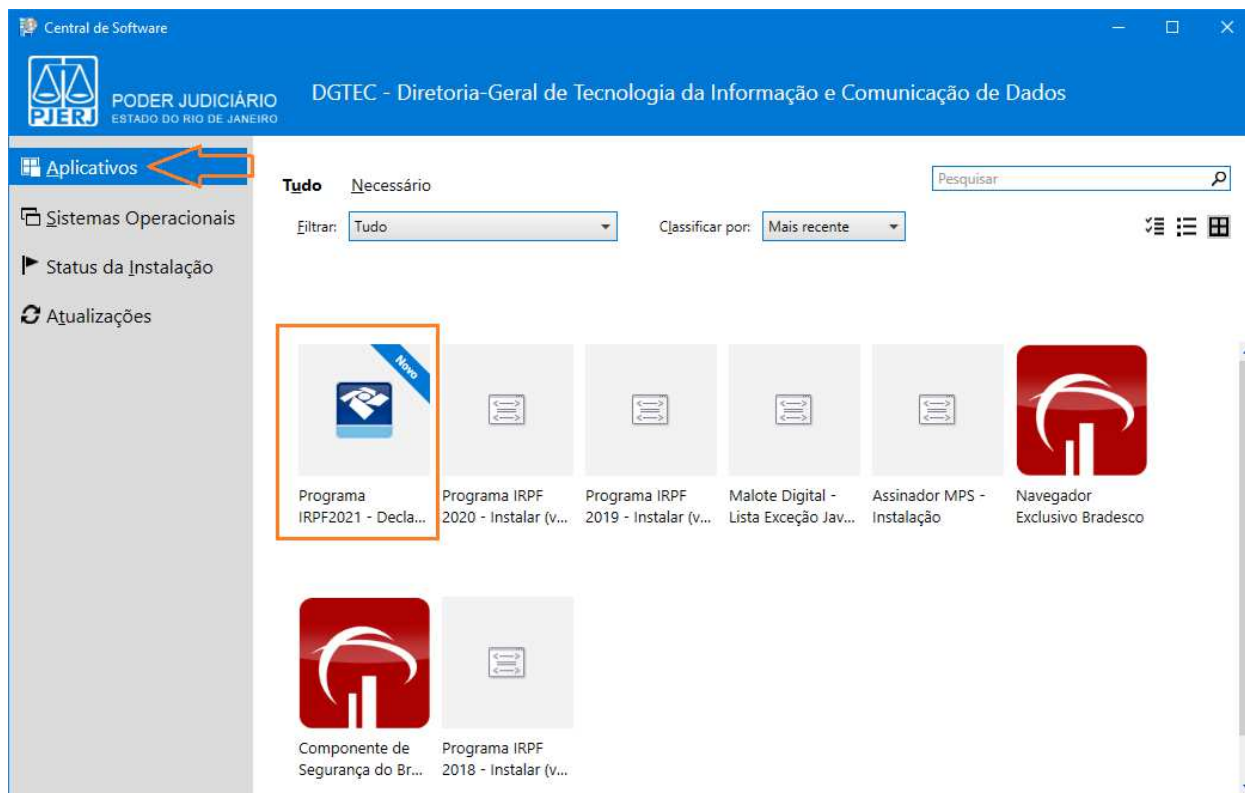 Central de Software
PJERJ
PODER JUDICIÁRIO
ESTADO DO RIO DE JANEIRO
DGTEC - Diretoria-Geral de Tecnologia da Informação e Comunicação de Dados
Aplicativos
Sistemas Operacionais
Status da Instalação
Atualizações
Tudo Necessário
Pesquisar
Filtrar: Tudo
Classificar por: Mais recente
Novo
Programa
IRPF2021 - Decla...
Programa IRPF
2020 - Instalar (v...
Programa IRPF
2019 - Instalar (v...
Malote Digital -
Lista Exceção Jav...
Assinador MPS -
Instalação
Navegador
Exclusivo Bradesco
Componente de
Segurança do Br...
Programa IRPF
2018 - Instalar (v...